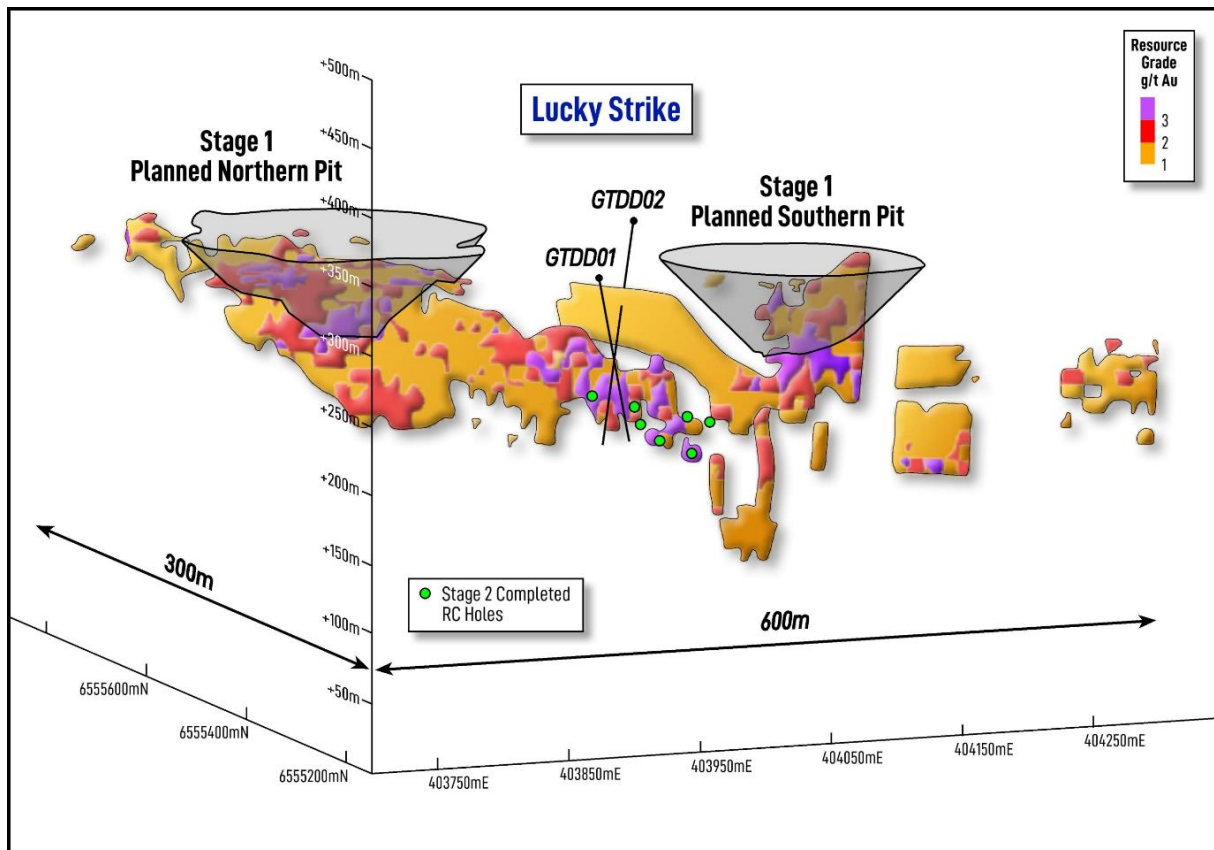 Lucky Strike
Resource
Grade
g/t Au
3
2
1
Stage 1
Planned Northern Pit
Stage 1
Planned Southern Pit
GTDD02
GTDD01
+500m
+450m
+400m
+350m
+300m
+250m
+200m
+150m
+100m
+50m
300m
600m
Stage 2 Completed
RC Holes
6555600mN
6555400mN
6555200mN
403750mE
403850mE
403950mE
404050mE
404150mE
404250mE